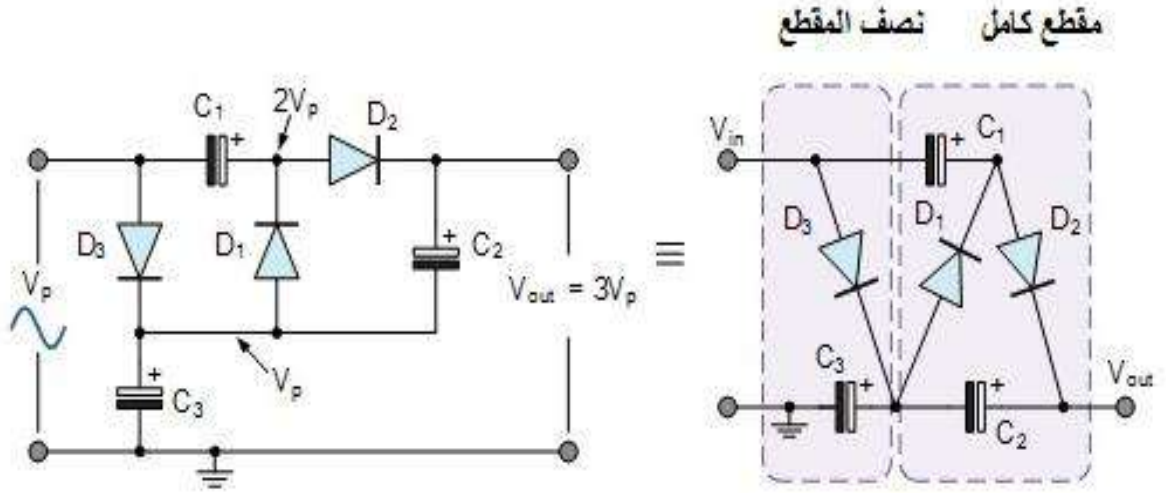 نصف المقطع
مقطع كامل
C₁
+
2Vₚ
D₂
D₃
D₁
+
C₂
Vₚ
Vout = 3Vₚ
≡
+
C₃
Vₚ
Vin
C₁
+
D₃
D₁
D₂
C₃
+
+
C₂
Vout